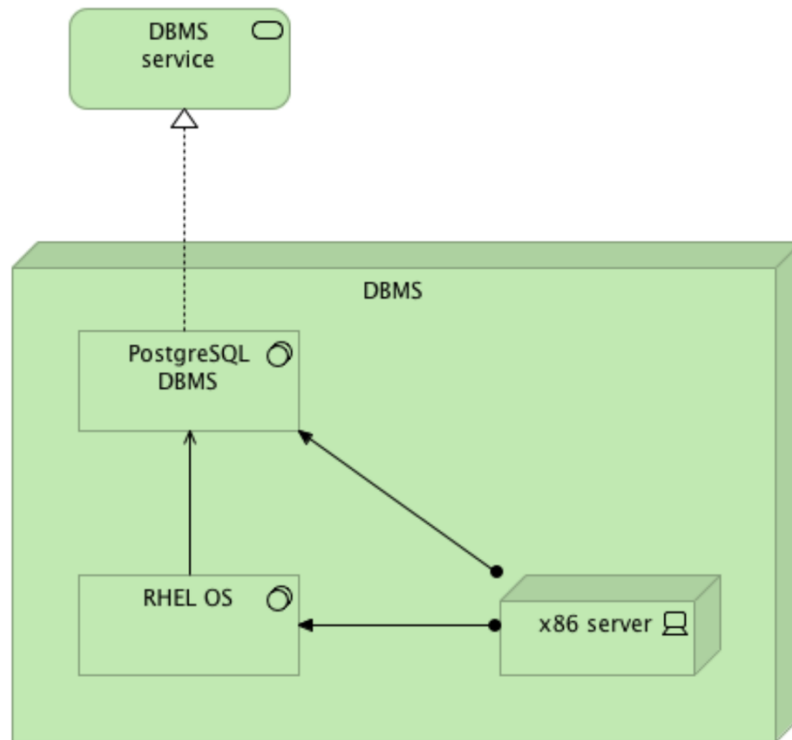 DBMS
service
DBMS
PostgreSQL
DBMS
RHEL OS
x86 server